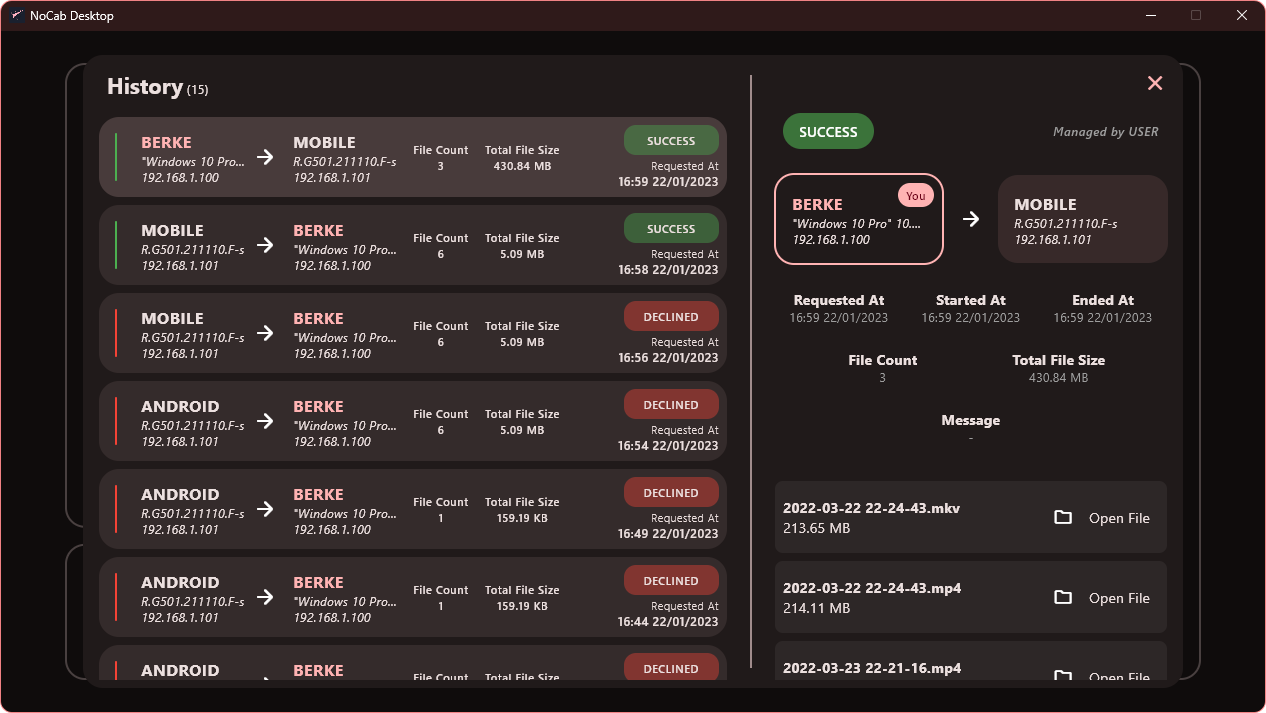 NoCab Desktop
History (15)
BERKE
"Windows 10 Pro...
192.168.1.100
MOBILE
R.G501.211110.F-s
192.168.1.101
File Count
3
Total File Size
430.84 MB
SUCCESS
Requested At
16:59 22/01/2023
MOBILE
R.G501.211110.F-s
192.168.1.101
BERKE
"Windows 10 Pro...
192.168.1.100
File Count
6
Total File Size
5.09 MB
SUCCESS
Requested At
16:58 22/01/2023
MOBILE
R.G501.211110.F-s
192.168.1.101
BERKE
"Windows 10 Pro...
192.168.1.100
File Count
6
Total File Size
5.09 MB
DECLINED
Requested At
16:56 22/01/2023
ANDROID
R.G501.211110.F-s
192.168.1.101
BERKE
"Windows 10 Pro...
192.168.1.100
File Count
6
Total File Size
5.09 MB
DECLINED
Requested At
16:54 22/01/2023
ANDROID
R.G501.211110.F-s
192.168.1.101
BERKE
"Windows 10 Pro...
192.168.1.100
File Count
1
Total File Size
159.19 KB
DECLINED
Requested At
16:49 22/01/2023
ANDROID
R.G501.211110.F-s
192.168.1.101
BERKE
"Windows 10 Pro...
192.168.1.100
File Count
1
Total File Size
159.19 KB
DECLINED
Requested At
16:44 22/01/2023
ANDROID
BERKE
File Count
Total File Size
DECLINED
SUCCESS
Managed by USER
BERKE
You
"Windows 10 Pro" 10....
192.168.1.100
MOBILE
R.G501.211110.F-s
192.168.1.101
Requested At
16:59 22/01/2023
Started At
16:59 22/01/2023
Ended At
16:59 22/01/2023
File Count
3
Total File Size
430.84 MB
Message
-
2022-03-22 22-24-43.mkv
213.65 MB
Open File
2022-03-22 22-24-43.mp4
214.11 MB
Open File
2022-03-23 22-21-16.mp4
Open File